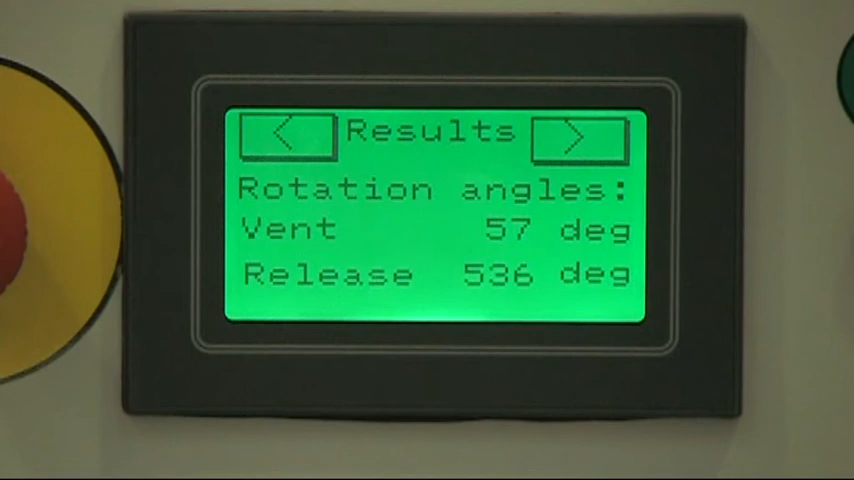 < Results >
Rotation angles:
Vent 57 deg
Release 536 deg